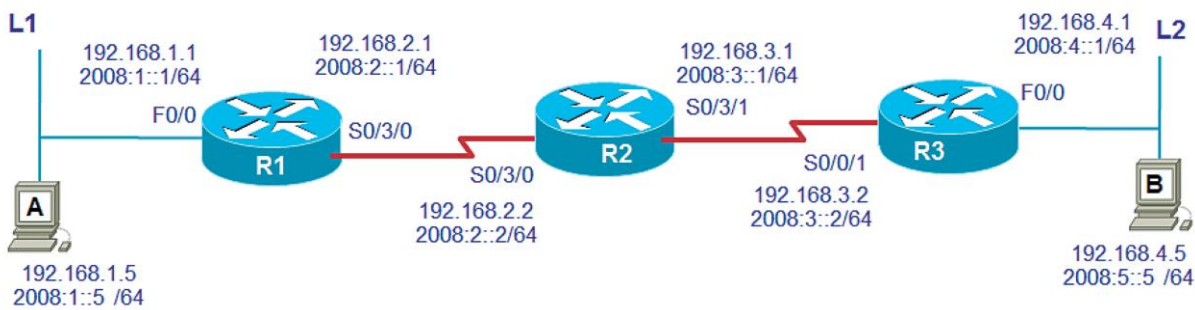 L1
192.168.1.1
2008:1::1/64
192.168.2.1
2008:2::1/64
192.168.3.1
2008:3::1/64
192.168.4.1
2008:4::1/64
L2
F0/0
S0/3/0
R1
S0/3/0
R2
S0/3/1
S0/0/1
R3
F0/0
192.168.2.2
2008:2::2/64
192.168.3.2
2008:3::2/64
A
192.168.1.5
2008:1::5 /64
B
192.168.4.5
2008:5::5 /64